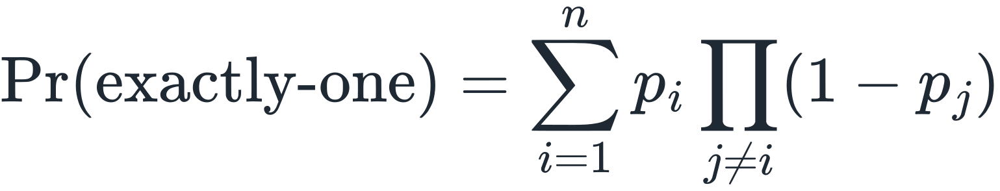 Pr(exactly-one) = \sum_{i=1}^{n} p_i \prod_{j \neq i} (1 - p_j)